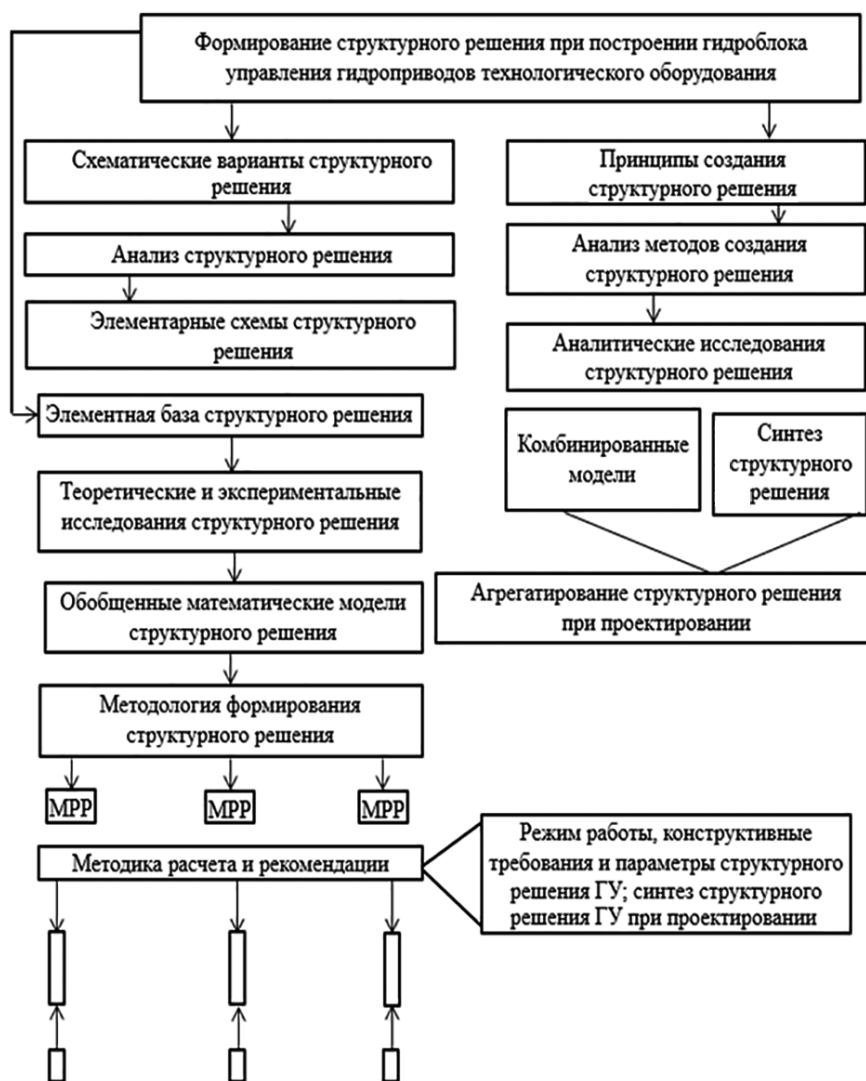 Формирование структурного решения при построении гидроблока
управления гидроприводов технологического оборудования
Схематические варианты структурного
решения
Анализ структурного решения
Элементарные схемы структурного
решения
Принципы создания
структурного решения
Анализ методов создания
структурного решения
Аналитические исследования
структурного решения
Элементная база структурного решения
Теоретические и экспериментальные
исследования структурного решения
Обобщенные математические модели
структурного решения
Методология формирования
структурного решения
Комбинированные
модели
Синтез
структурного
решения
Агрегатирование структурного решения
при проектировании
МРР
МРР
МРР
Методика расчета и рекомендации
Режим работы, конструктивные
требования и параметры структурного
решения ГУ; синтез структурного
решения ГУ при проектировании